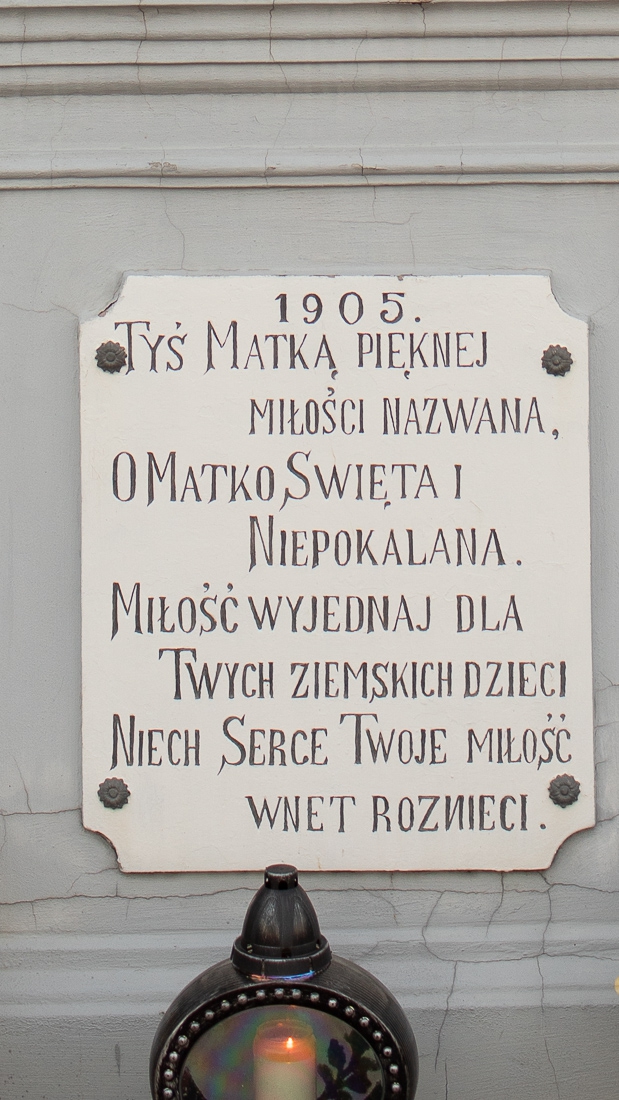 1905.
TYŚ MATKĄ PIĘKNEJ
MIŁOŚCI NAZWANA,
O MATKO SWIĘTA I
NIEPOKALANA.
MIŁOŚĆ WYJEDNAJ DLA
TWYCH ZIEMSKICH DZIECI
NIECH SERCE TWOJE MIŁOŚĆ
WNET ROZNIECI.